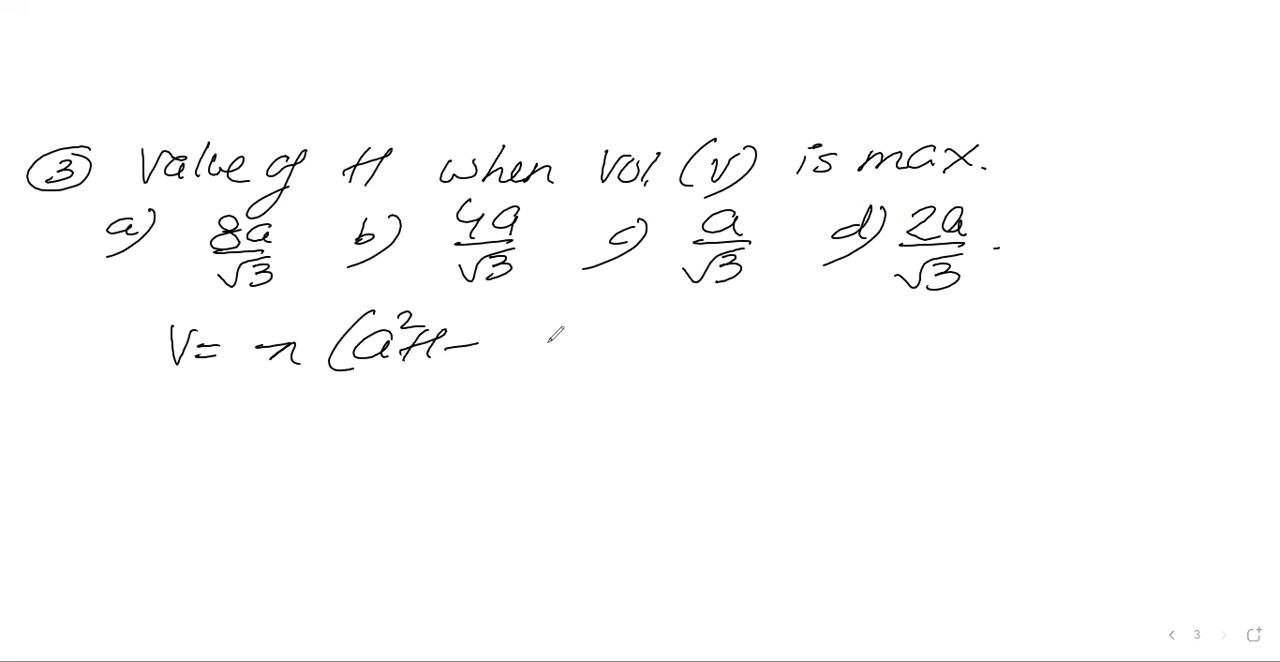 ③ Value of H when Vol. (V) is max.
a) 8a/√3 b) 4a/√3 c) a/√3 d) 2a/√3 .
V = π (a²H −
< 3 >